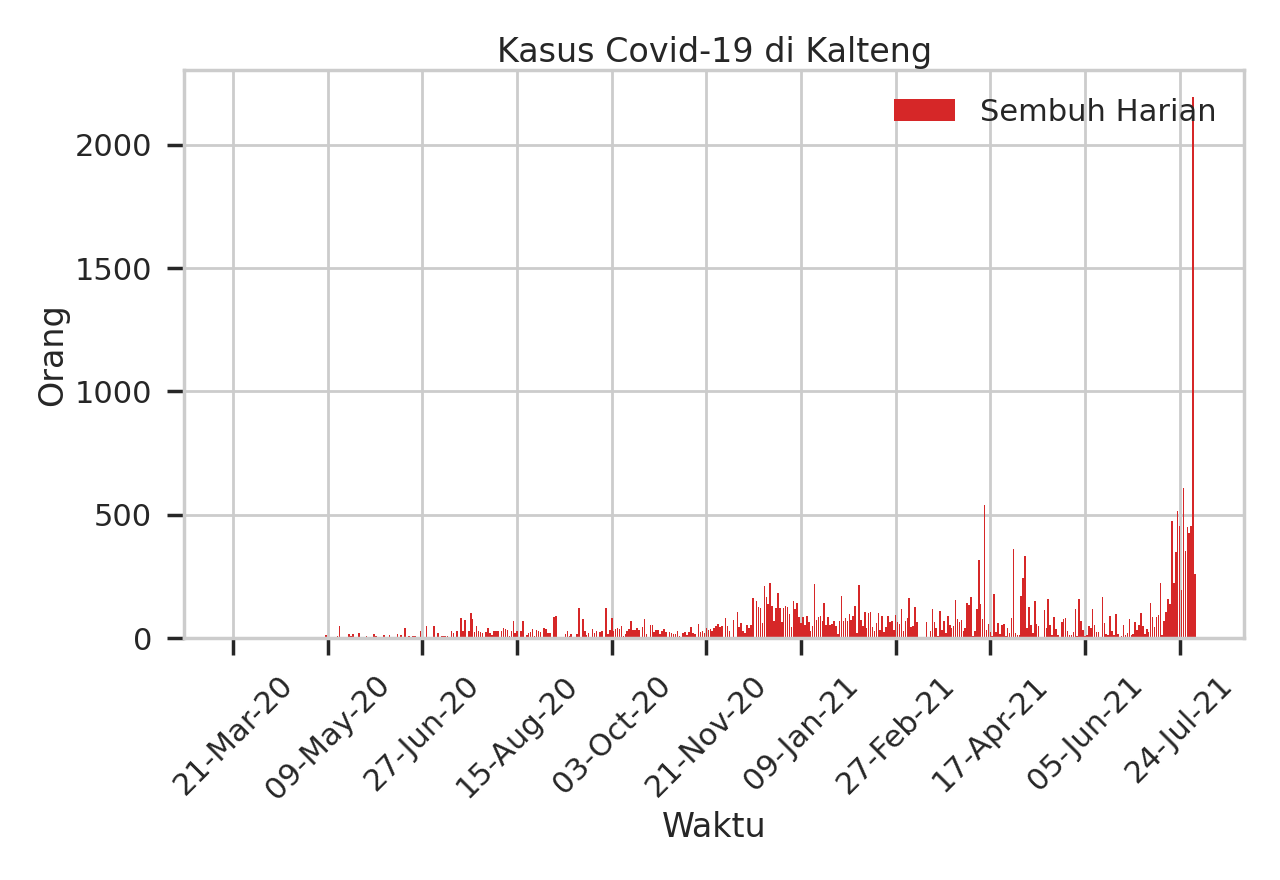 Kasus Covid-19 di Kalteng
Sembuh Harian
Orang
2000
1500
1000
500
0
21-Mar-20
09-May-20
27-Jun-20
15-Aug-20
03-Oct-20
21-Nov-20
09-Jan-21
27-Feb-21
17-Apr-21
05-Jun-21
24-Jul-21
Waktu